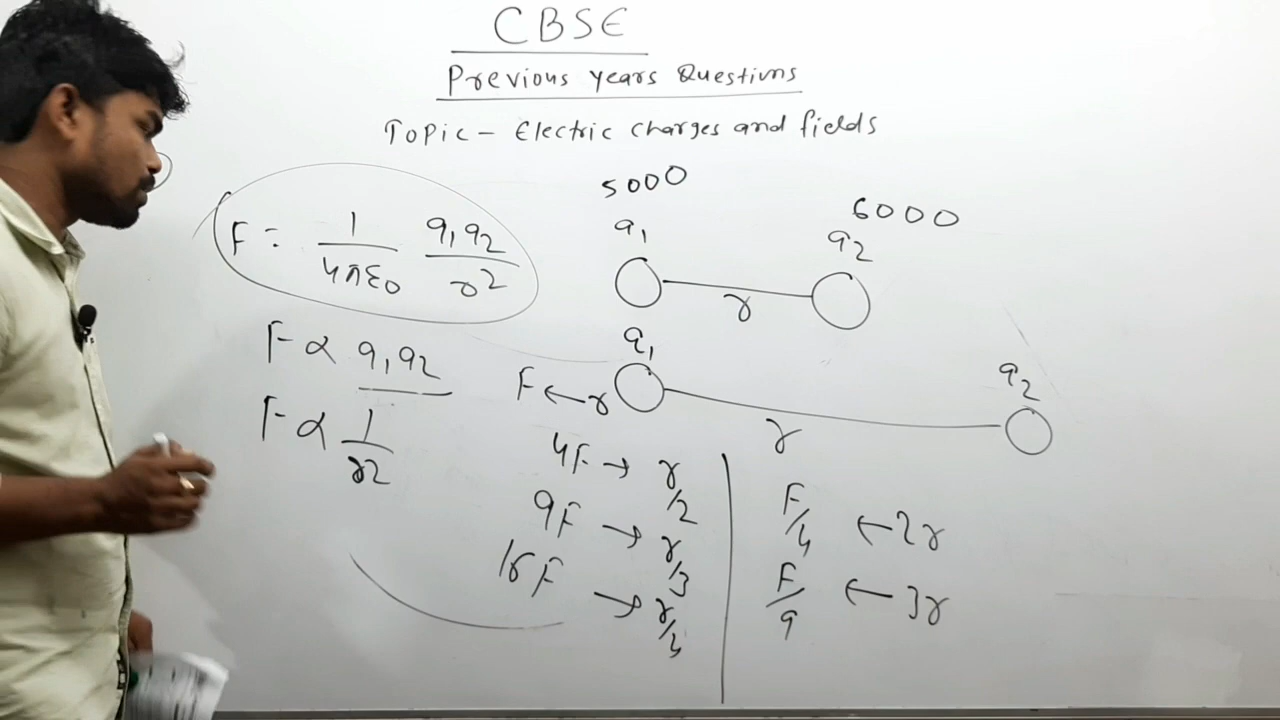 CBSE
Previous Years Questions
Topic - Electric charges and fields
5000
6000
q1
q2
F = 1/4πε0 q1q2/r2
r
F ∝ q1q2
F ∝ 1/r2
q1
q2
F ← r
r
4F → r/2
9F → r/3
16F → r/4
F/4 ← 2r
F/9 ← 3r